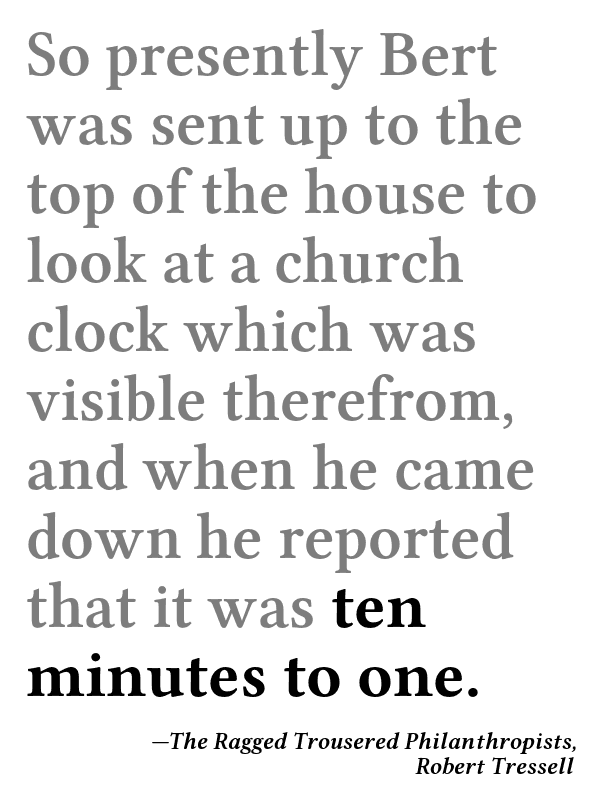 So presently Bert
was sent up to the
top of the house to
look at a church
clock which was
visible therefrom,
and when he came
down he reported
that it was ten
minutes to one.
—The Ragged Trousered Philanthropists,
Robert Tressell